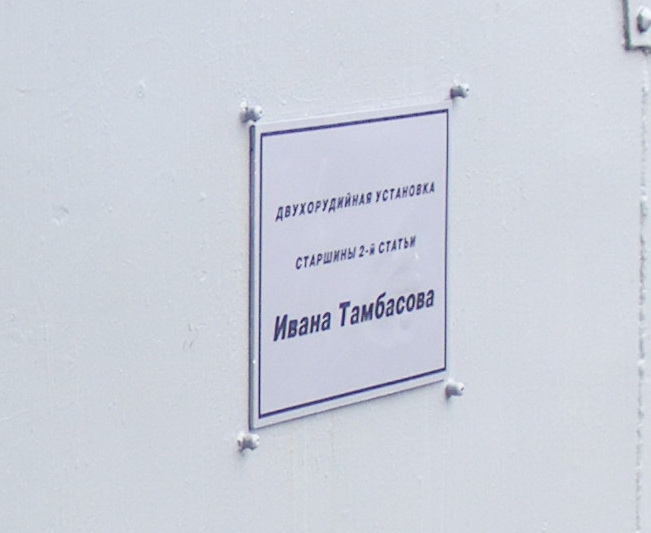 ДВУХОРУДИЙНАЯ УСТАНОВКА
СТАРШИНЫ 2-й СТАТЬИ
Ивана Тамбасова